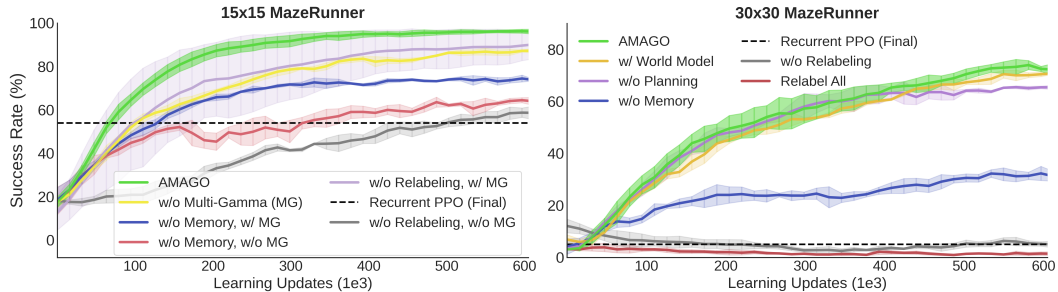 15x15 MazeRunner
Success Rate (%)
100
80
60
40
20
0
100 200 300 400 500 600
Learning Updates (1e3)
AMAGO
w/o Multi-Gamma (MG)
w/o Memory, w/ MG
w/o Memory, w/o MG
w/o Relabeling, w/ MG
Recurrent PPO (Final)
w/o Relabeling, w/o MG
30x30 MazeRunner
80
60
40
20
0
100 200 300 400 500 600
Learning Updates (1e3)
AMAGO
w/ World Model
w/o Planning
w/o Memory
Recurrent PPO (Final)
w/o Relabeling
Relabel All